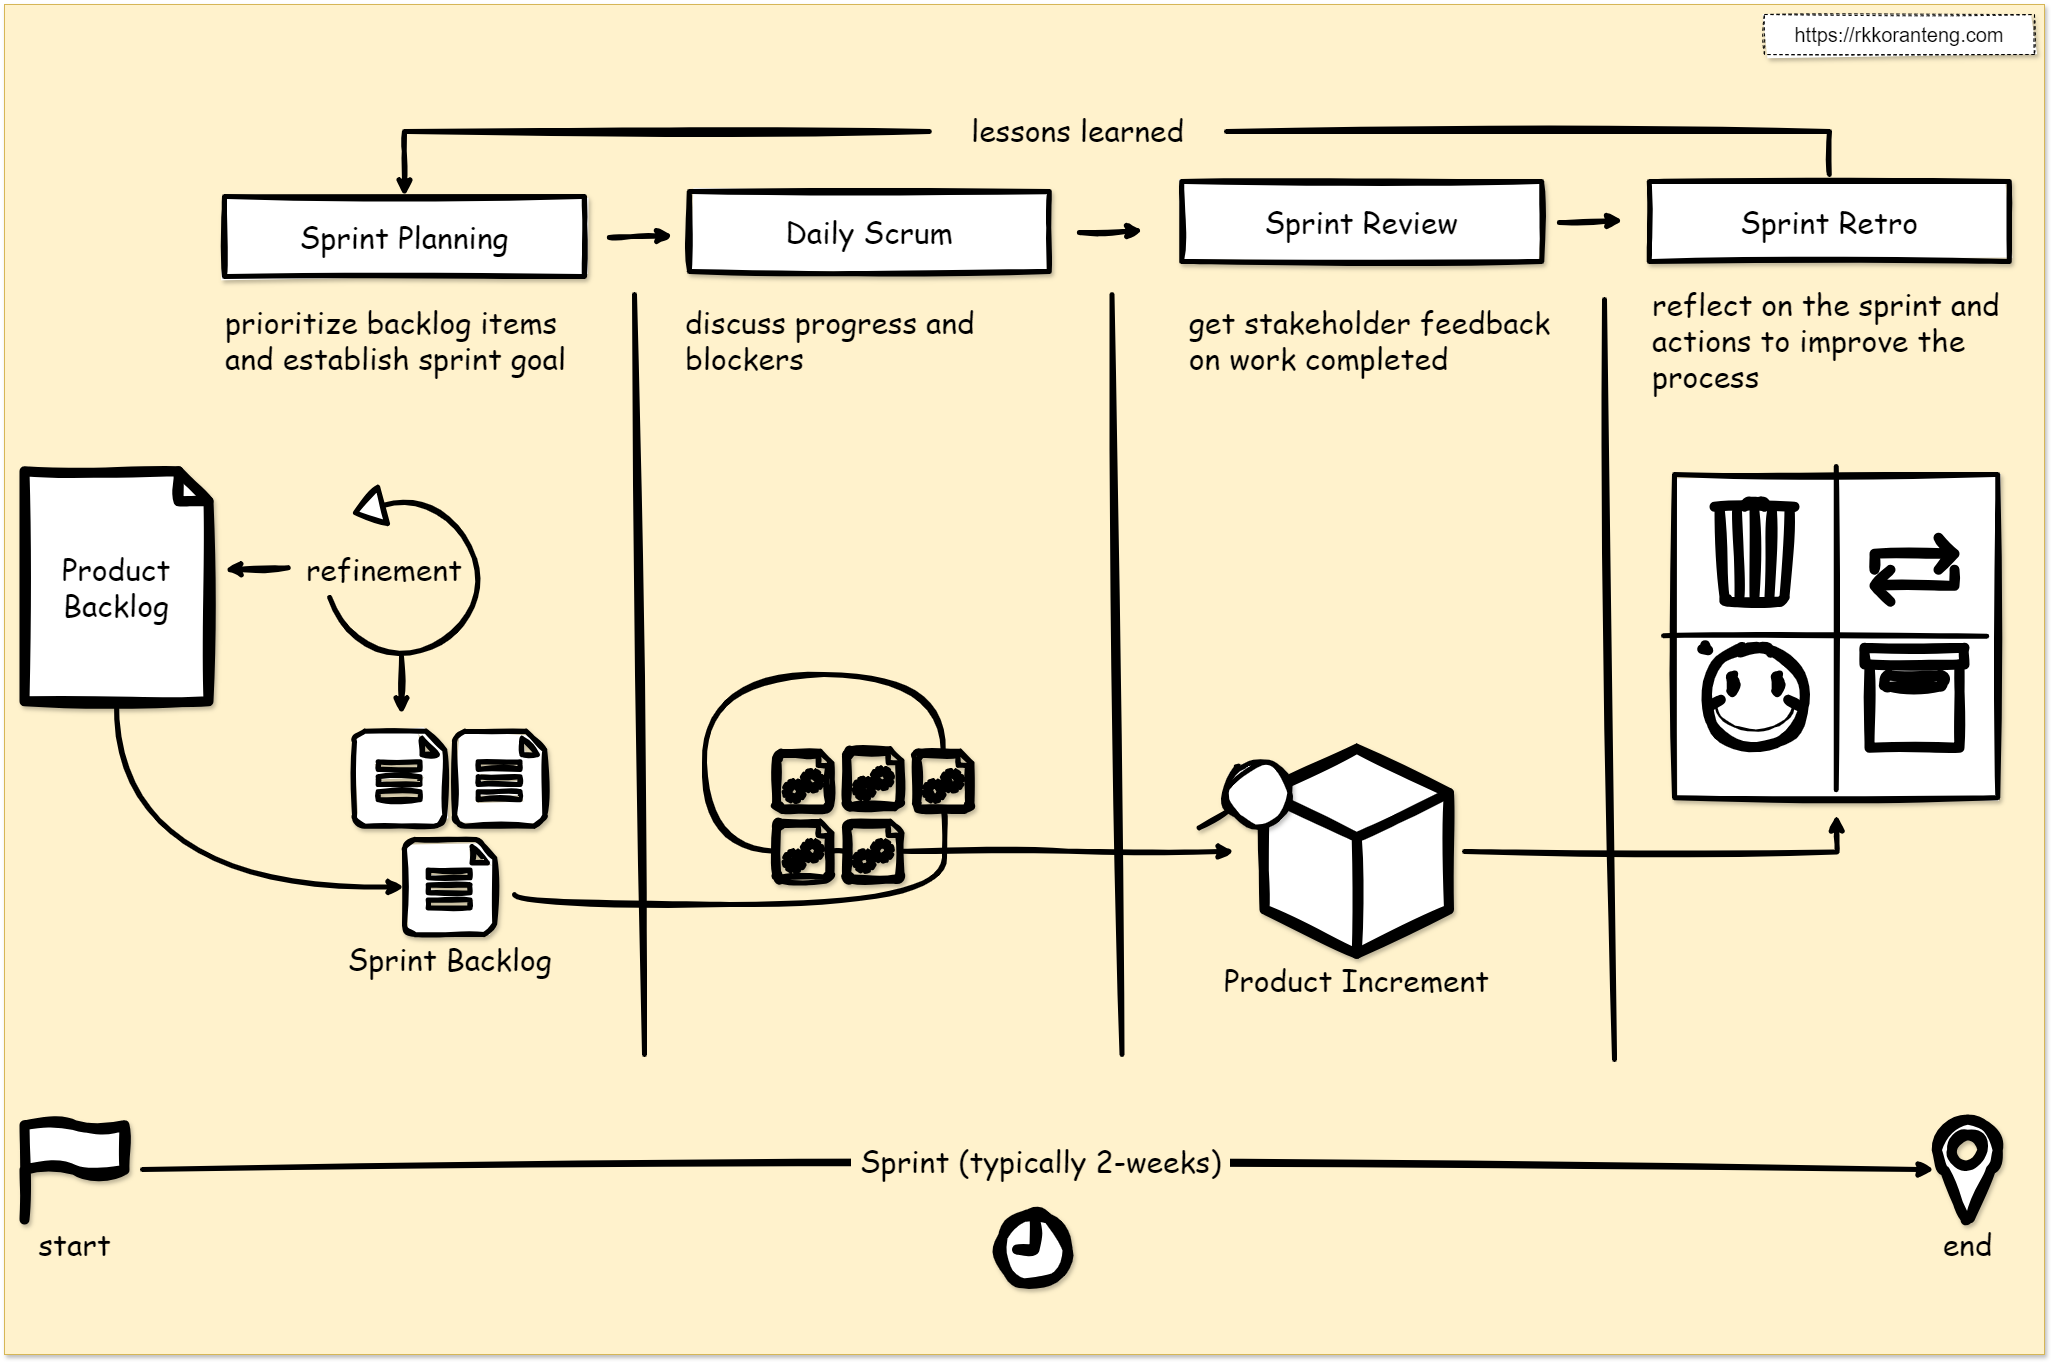 https://rkkoranteng.com
lessons learned
Sprint Planning
Daily Scrum
Sprint Review
Sprint Retro
prioritize backlog items
and establish sprint goal
discuss progress and
blockers
get stakeholder feedback
on work completed
reflect on the sprint and
actions to improve the
process
Product
Backlog
refinement
Sprint Backlog
Product Increment
Sprint (typically 2-weeks)
start
end